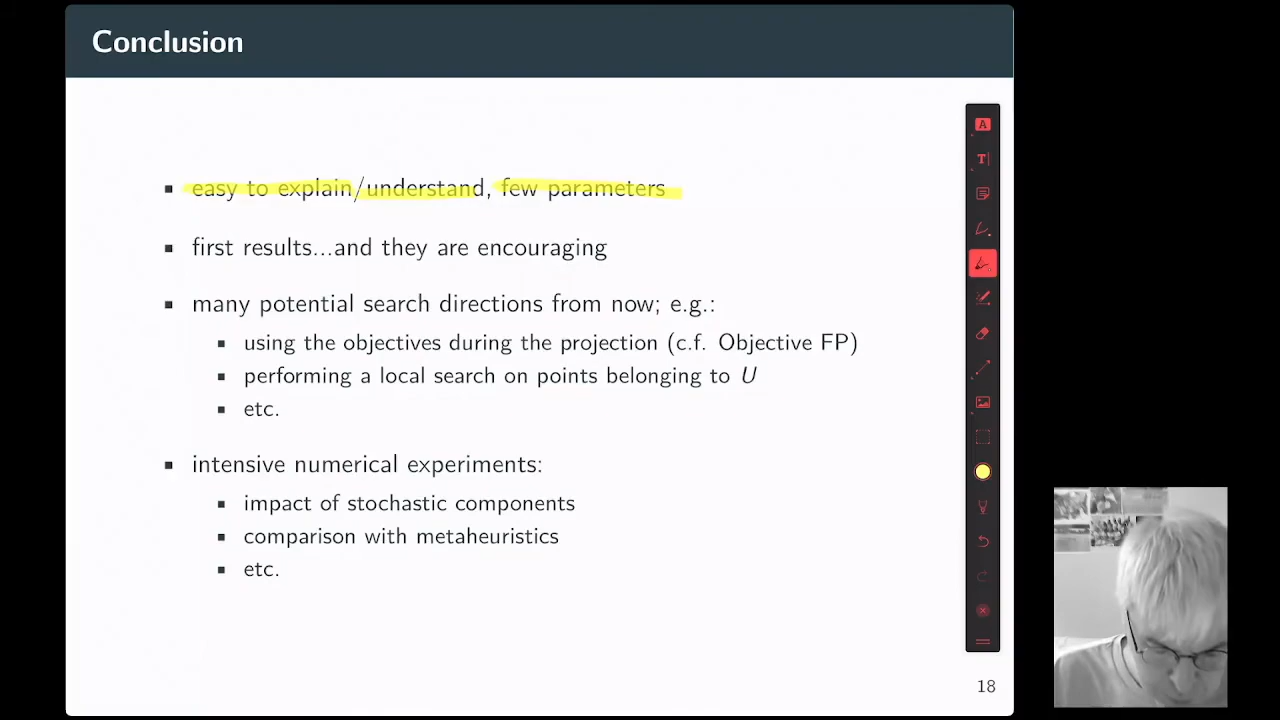 Conclusion
easy to explain/understand, few parameters
first results...and they are encouraging
many potential search directions from now; e.g.:
using the objectives during the projection (c.f. Objective FP)
performing a local search on points belonging to U
etc.
intensive numerical experiments:
impact of stochastic components
comparison with metaheuristics
etc.
18
A
T